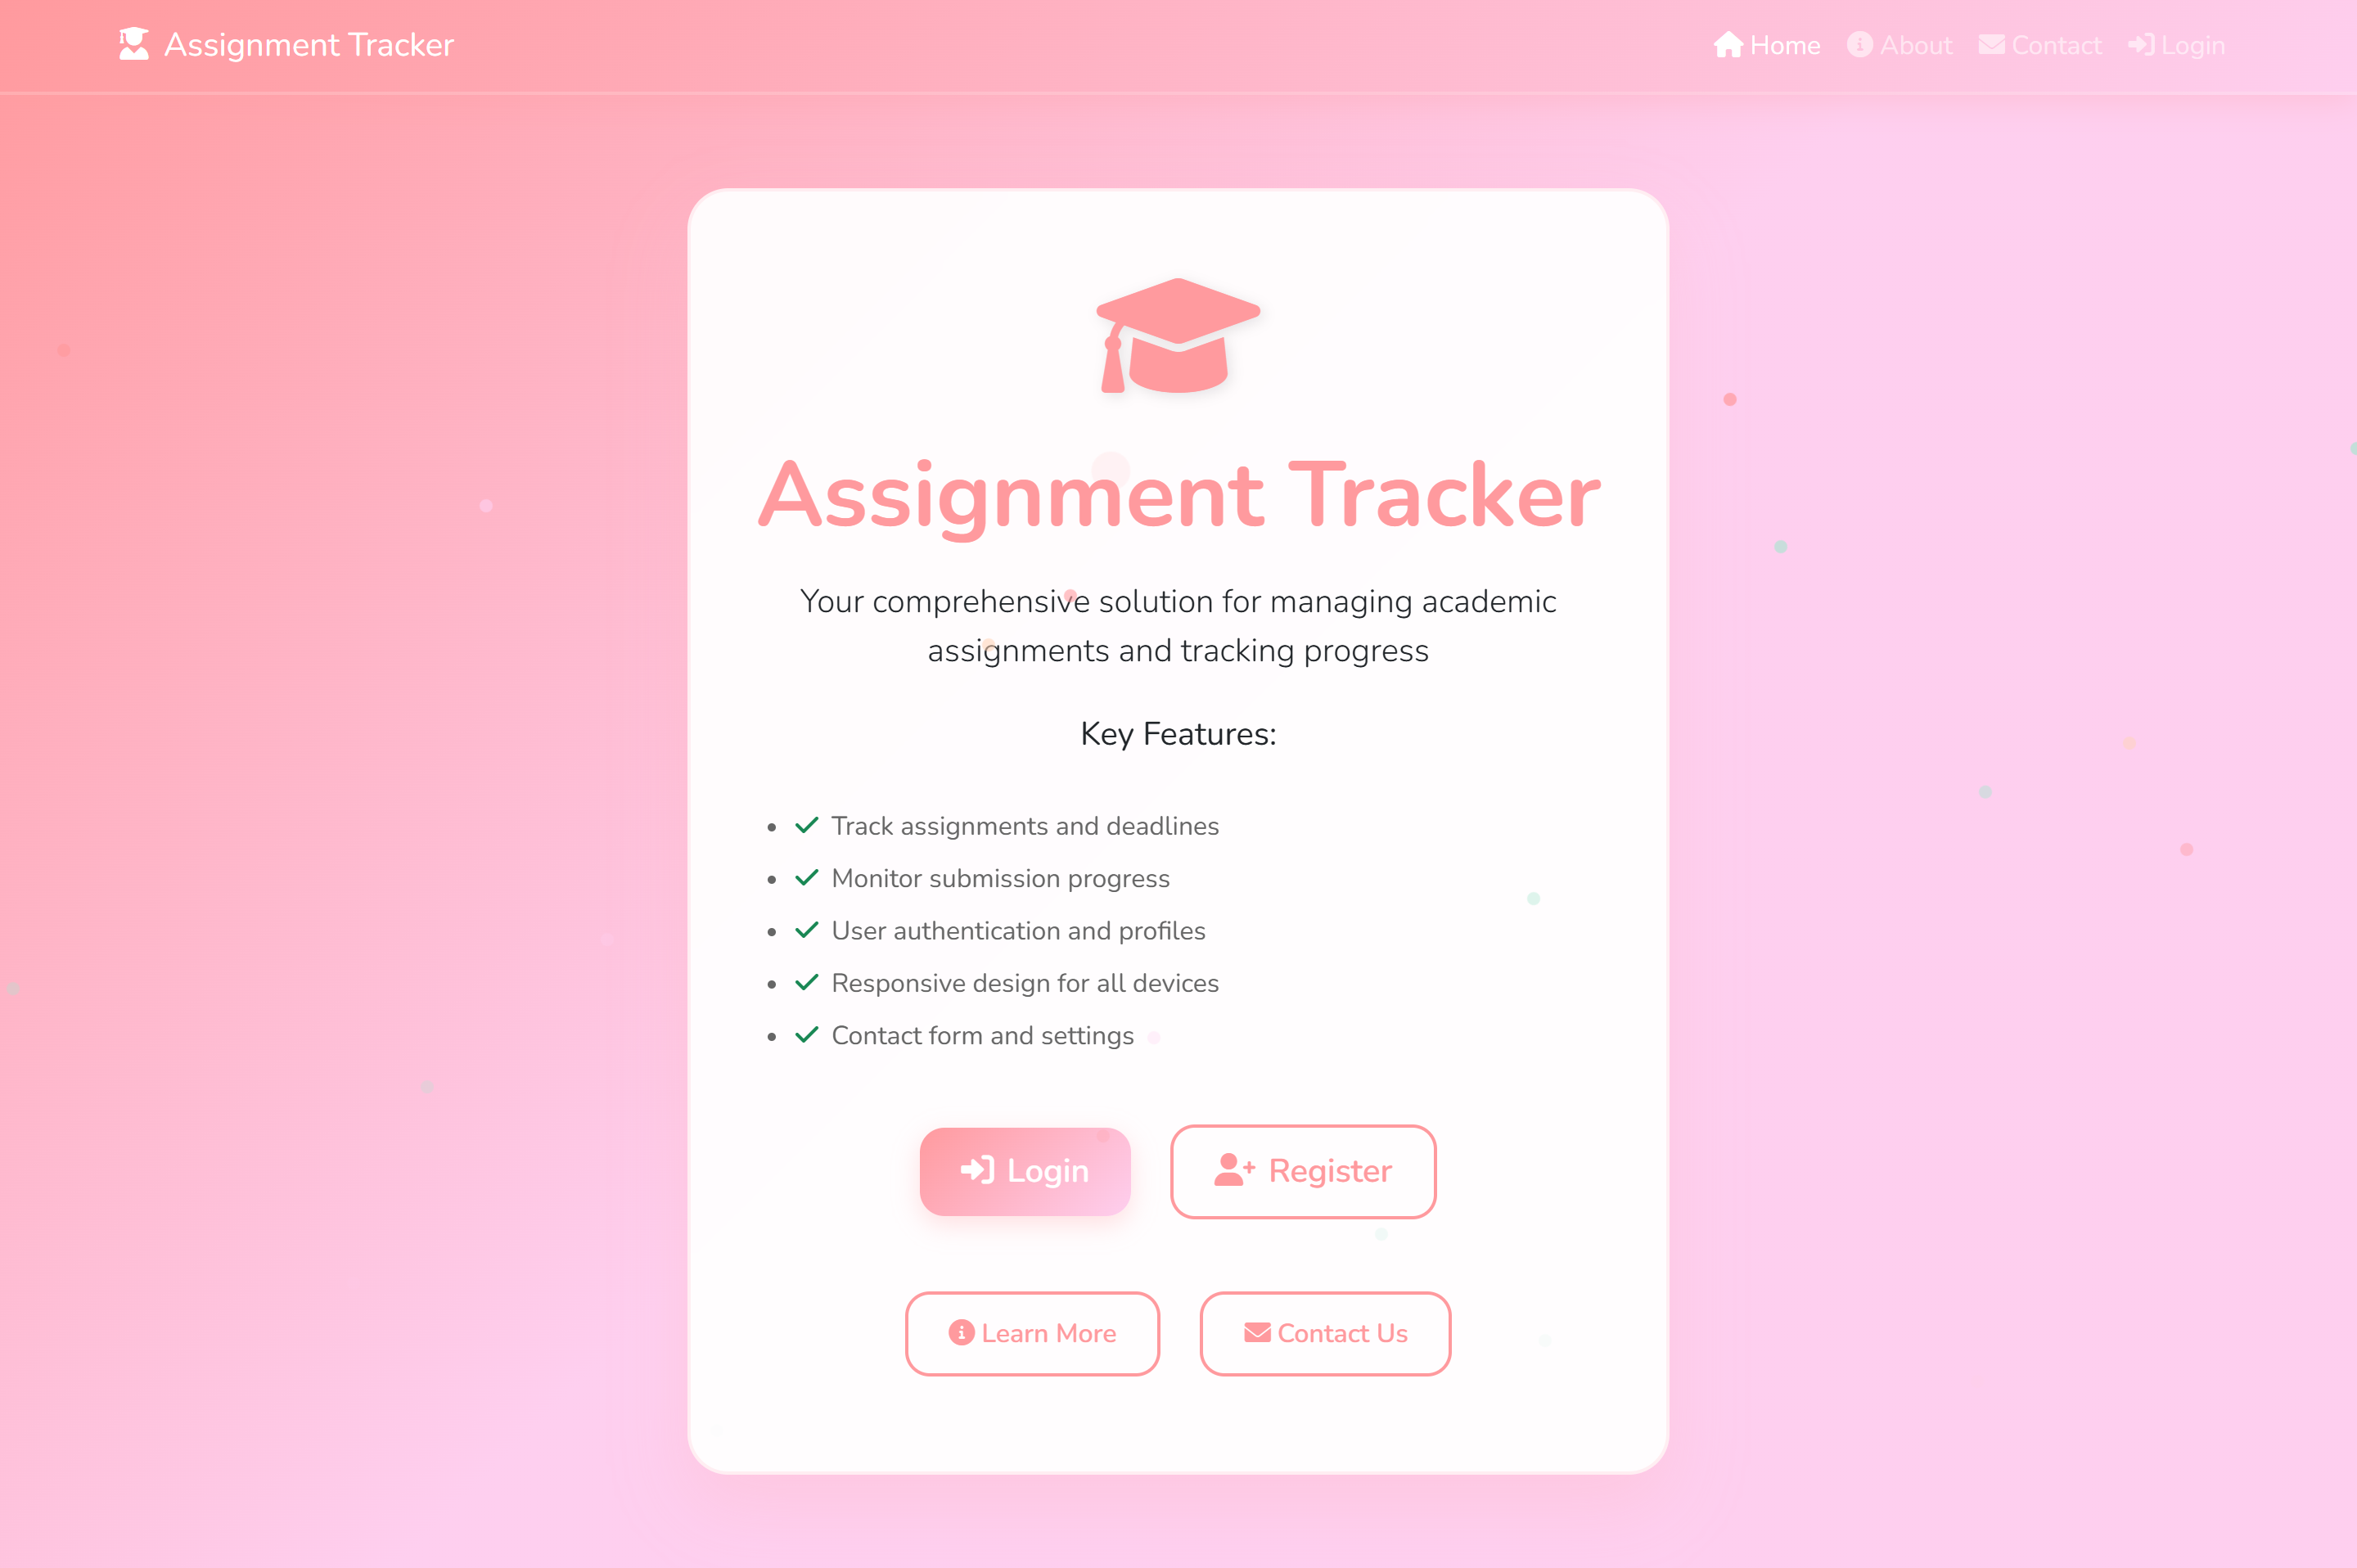 Assignment Tracker
Home
About
Contact
Login
Assignment Tracker
Your comprehensive solution for managing academic
assignments and tracking progress
Key Features:
Track assignments and deadlines
Monitor submission progress
User authentication and profiles
Responsive design for all devices
Contact form and settings
Login
Register
Learn More
Contact Us